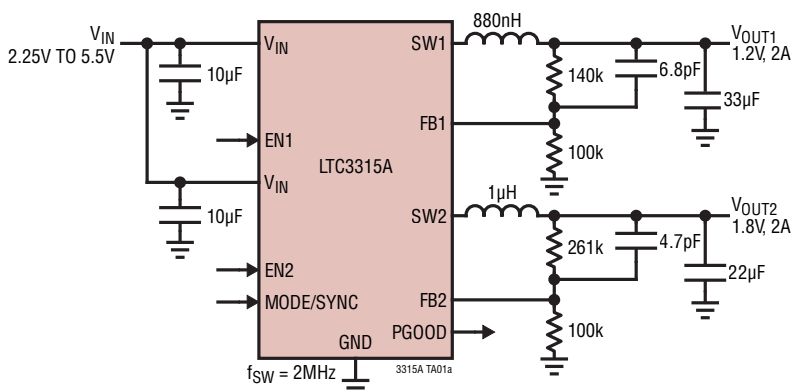 VIN
2.25V TO 5.5V
10µF
VIN
EN1
VIN
10µF
EN2
MODE/SYNC
GND
fSW = 2MHz
LTC3315A
SW1
FB1
SW2
FB2
PGOOD
3315A TA01a
880nH
140k
6.8pF
33µF
100k
VOUT1
1.2V, 2A
1µH
261k
4.7pF
22µF
100k
VOUT2
1.8V, 2A